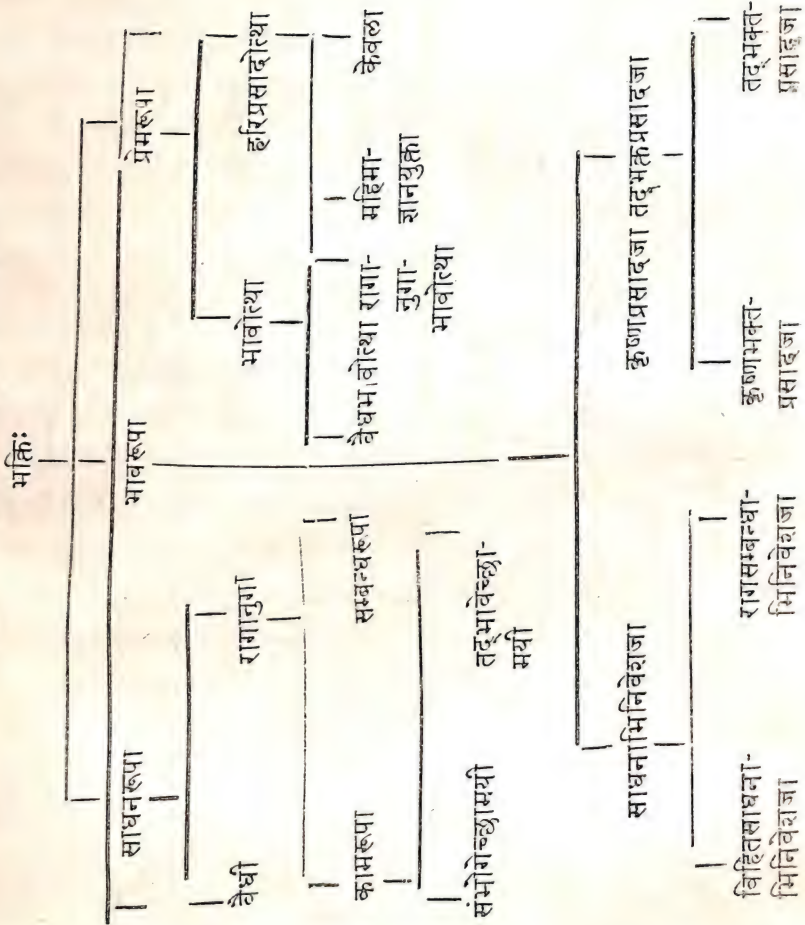 भक्तिः
साधनरूपा
भावरूपा
प्रेमरूपा
वैधी
रागानुगा
भावोत्था
हरिप्रसादोत्था
कामरूपा
सम्बन्धरूपा
वैधभावोत्था रागा-
नुगा-
भावोत्था
महिमा-
ज्ञानयुक्ता
केवला
संभोगेच्छामयी
तद्भावेच्छा-
मयी
साधनाभिनिवेशजा
कृष्णप्रसादजा तद्भक्तप्रसादजा
विहितसाधना-
भिनिवेशजा
रागसम्बन्धा-
भिनिवेशजा
कृष्णभक्त-
प्रसादजा
तद्भक्त-
प्रसादजा